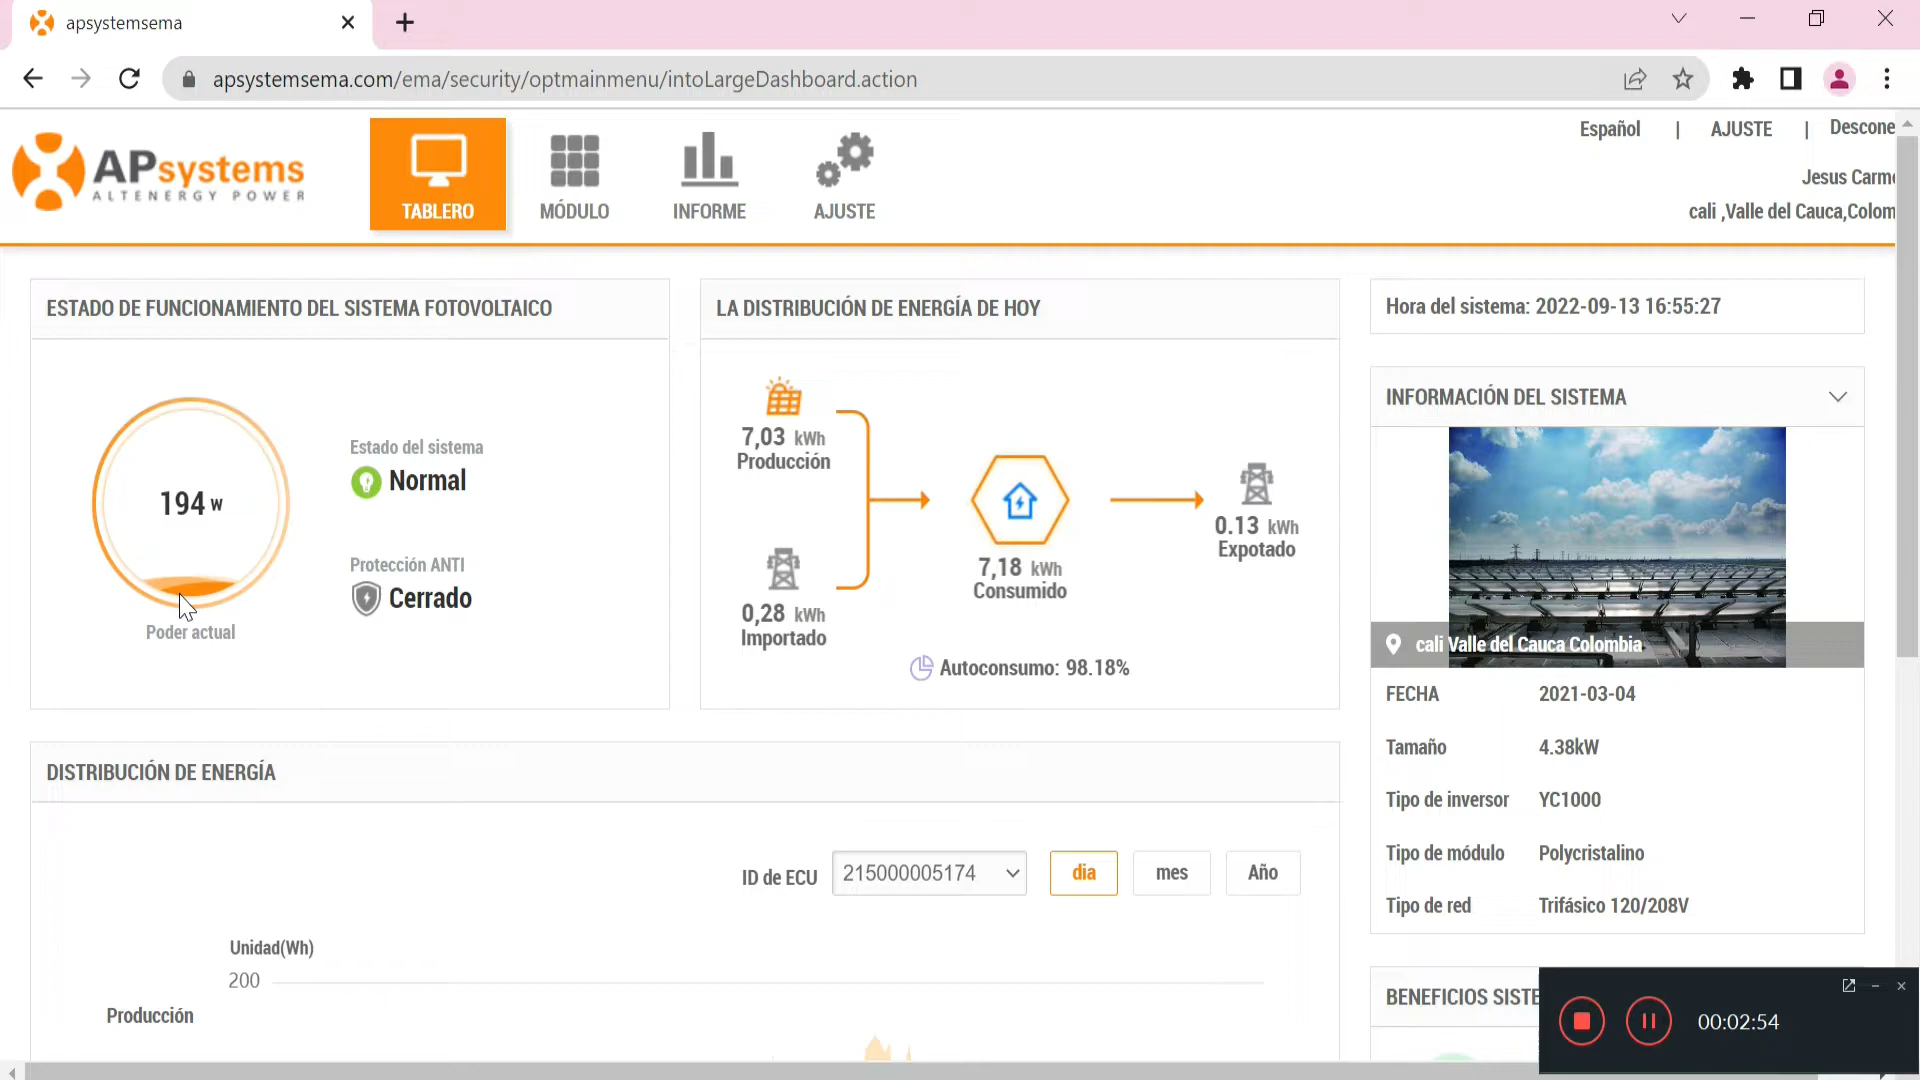 apsystemsema
apsystemsema.com/ema/security/optmainmenu/intoLargeDashboard.action
APsystems
ALTENERGY POWER
TABLERO
MÓDULO
INFORME
AJUSTE
Español | AJUSTE | Descone
Jesus Carm
cali ,Valle del Cauca,Colom
ESTADO DE FUNCIONAMIENTO DEL SISTEMA FOTOVOLTAICO
194 W
Poder actual
Estado del sistema
Normal
Protección ANTI
Cerrado
LA DISTRIBUCIÓN DE ENERGÍA DE HOY
7,03 kWh
Producción
0,28 kWh
Importado
7,18 kWh
Consumido
0.13 kWh
Expotado
Autoconsumo: 98.18%
Hora del sistema: 2022-09-13 16:55:27
INFORMACIÓN DEL SISTEMA
cali Valle del Cauca Colombia
FECHA 2021-03-04
Tamaño 4.38kW
Tipo de inversor YC1000
Tipo de módulo Polycristalino
Tipo de red Trifásico 120/208V
DISTRIBUCIÓN DE ENERGÍA
ID de ECU 215000005174 dia mes Año
Unidad(Wh)
200
Producción
BENEFICIOS SISTE
00:02:54